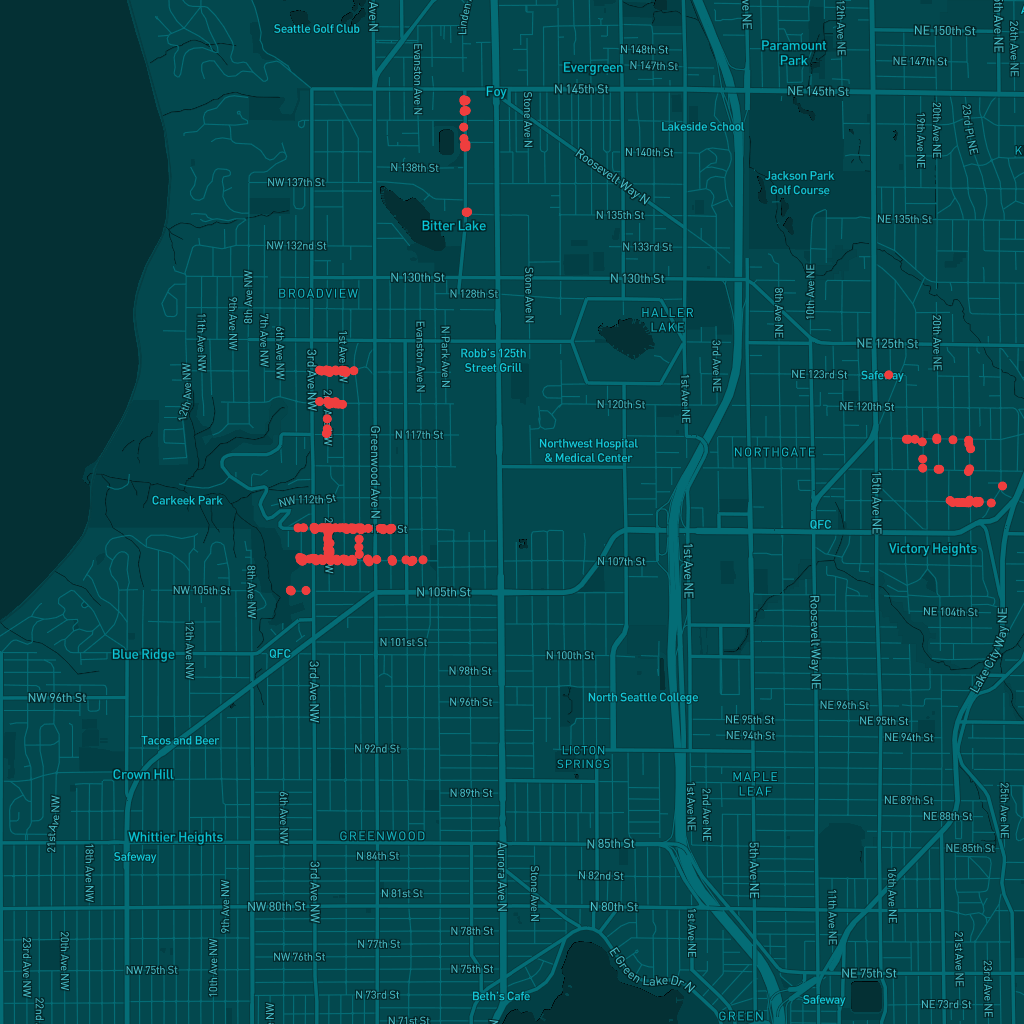 Seattle Golf Club
Ave N
Linden
Evanston Ave N
N 148th St
N 147th St
Evergreen
Ave NE
Paramount
Park
12th Ave NE
NE 150th St
NE 147th St
26th Ave NE
Foy
N 145th St
NE 145th St
Stone Ave N
Lakeside School
19th Ave NE
20th Ave NE
23rd PL NE
K
N 138th St
N 140th St
Roosevelt Way N
NW 137th St
Jackson Park
Golf Course
N 135th St
NE 135th St
Bitter Lake
NW 132nd St
N 133rd St
N 130th St
N 130th St
BROADVIEW
N 128th St
Stone Ave N
8th Ave NW
9th Ave NW
7th Ave NW
6th Ave NW
11th Ave NW
8th Ave NE
10th Ave NE
HALLER
LAKE
20th Ave NE
1st Ave NW
3rd Ave NW
Evanston Ave N
N Park Ave N
Robb's 125th
Street Grill
3rd Ave NE
NE 125th St
12th Ave NW
1st Ave NE
NE 123rd St
Safeway
N 120th St
NE 120th St
Greenwood Ave N
N 117th St
Northwest Hospital
& Medical Center
NORTHGATE
Carkeek Park
NW 112th St
15th Ave NE
St
QFC
Victory Heights
8th Ave NW
N 107th St
1st Ave NE
NW 105th St
N 105th St
NE 104th St
12th Ave NW
Roosevelt Way NE
Lake City Way NE
N 101st St
Blue Ridge
QFC
N 100th St
3rd Ave NW
N 98th St
NW 96th St
N 96th St
North Seattle College
NE 96th St
NE 95th St
NE 95th St
NE 94th St
NE 94th St
Tacos and Beer
N 92nd St
LICTON
SPRINGS
Crown Hill
MAPLE
LEAF
N 89th St
NE 89th St
21st Ave NW
6th Ave NW
1st Ave NE
2nd Ave NE
25th Ave NE
NE 88th St
Whittier Heights
GREENWOOD
N 85th St
NE 85th St
Safeway
N 84th St
18th Ave NW
3rd Ave NW
Aurora Ave N
Stone Ave N
N 82nd St
5th Ave NE
16th Ave NE
9th Ave NW
N 81st St
11th Ave NE
NW 80th St
N 80th St
1st Ave NE
N 78th St
23rd Ave NW
20th Ave NW
10th Ave NW
N 77th St
21st Ave NE
23rd Ave NE
NW 76th St
NW 75th St
N 75th St
E Green Lake Dr N
NE 75th St
22nd
N 73rd St
Beth's Cafe
Safeway
NE 73rd St
N 71st St
GREEN